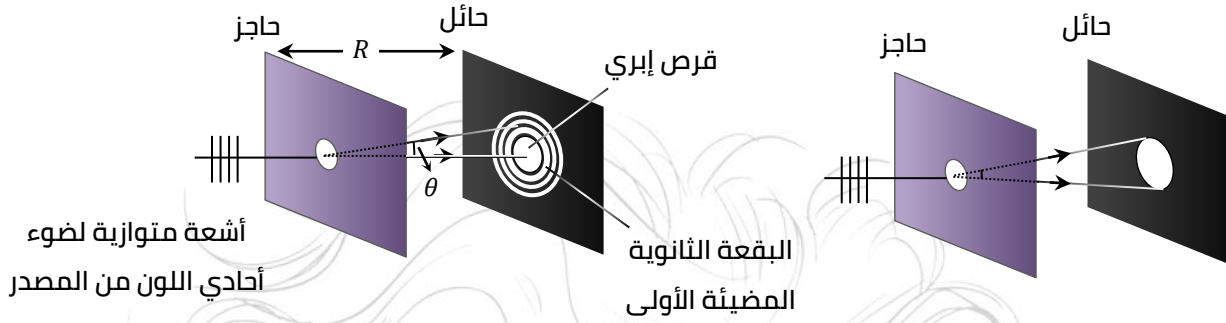 حائل
حاجز
R
قرص إبري
θ
البقعة الثانوية
المضيئة الأولى
أشعة متوازية لضوء
أحادي اللون من المصدر
حائل
حاجز